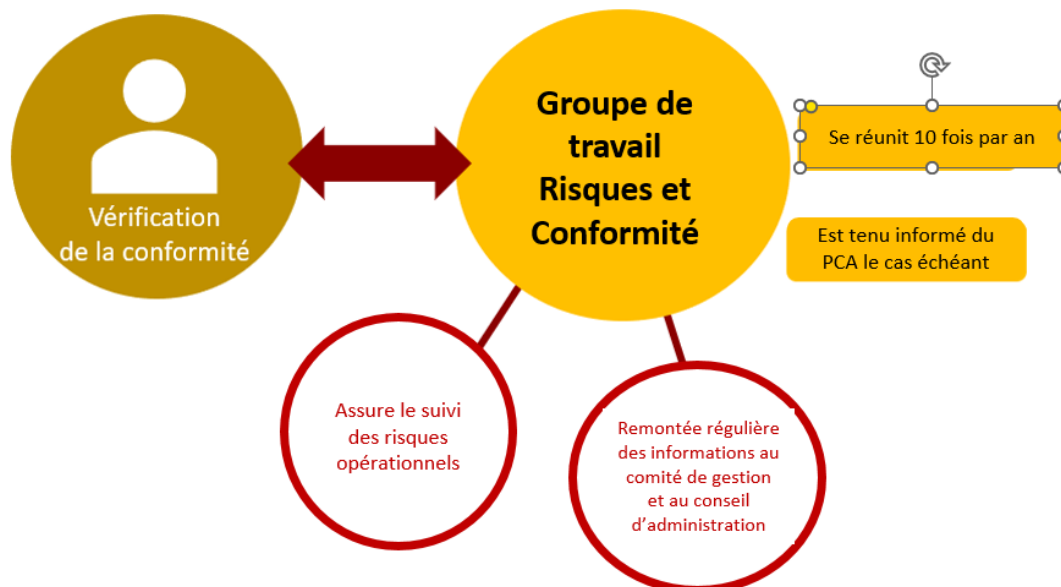 Vérification
de la conformité
Groupe de
travail
Risques et
Conformité
Se réunit 10 fois par an
Est tenu informé du
PCA le cas échéant
Assure le suivi
des risques
opérationnels
Remontée régulière
des informations au
comité de gestion
et au conseil
d’administration